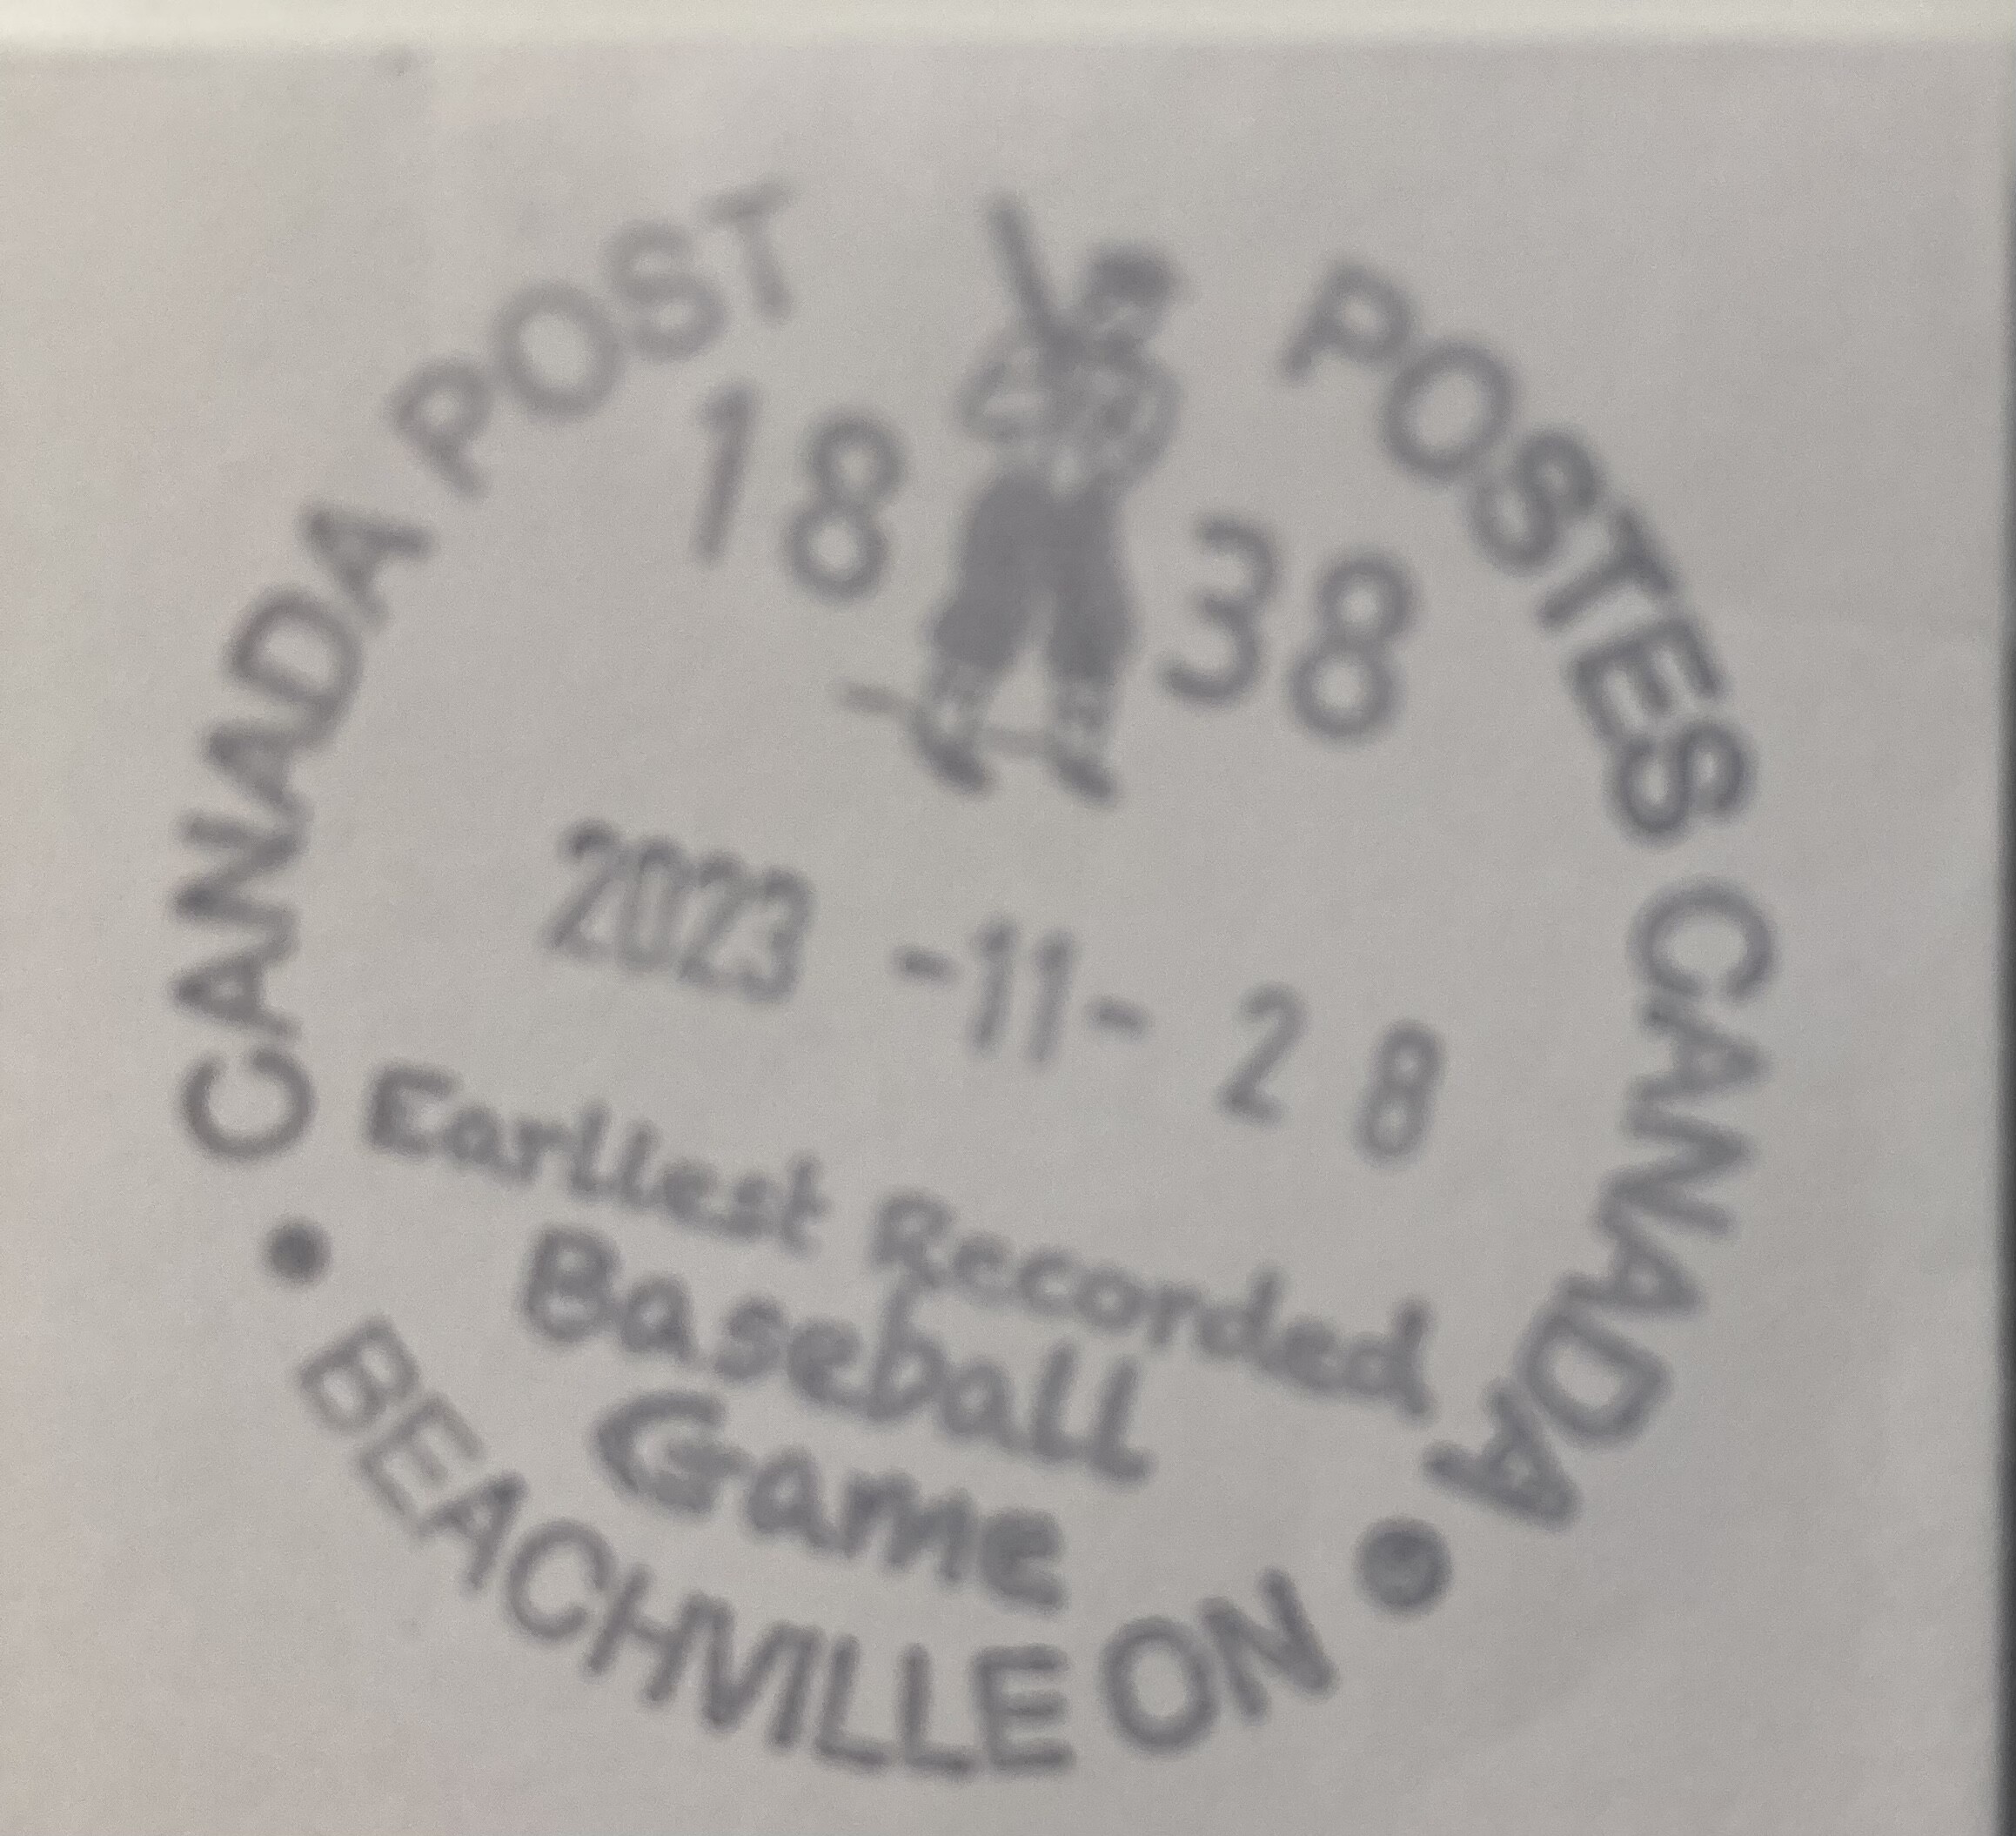 CANADA POST
POSTES CANADA
18 38
2023 -11- 28
Earliest Recorded
Baseball
Game
• BEACHVILLE ON •